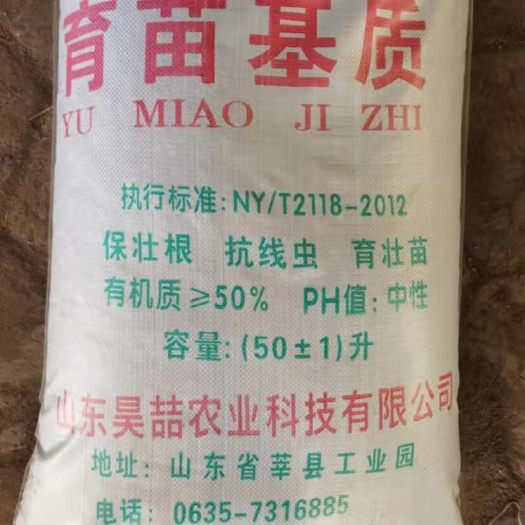 育苗基质
YU MIAO JI ZHI
执行标准:NY/T2118-2012
保壮根 抗线虫 育壮苗
有机质≥50% PH值:中性
容量:(50±1)升
山东昊喆农业科技有限公司
地址:山东省莘县工业园
电话:0635-7316885